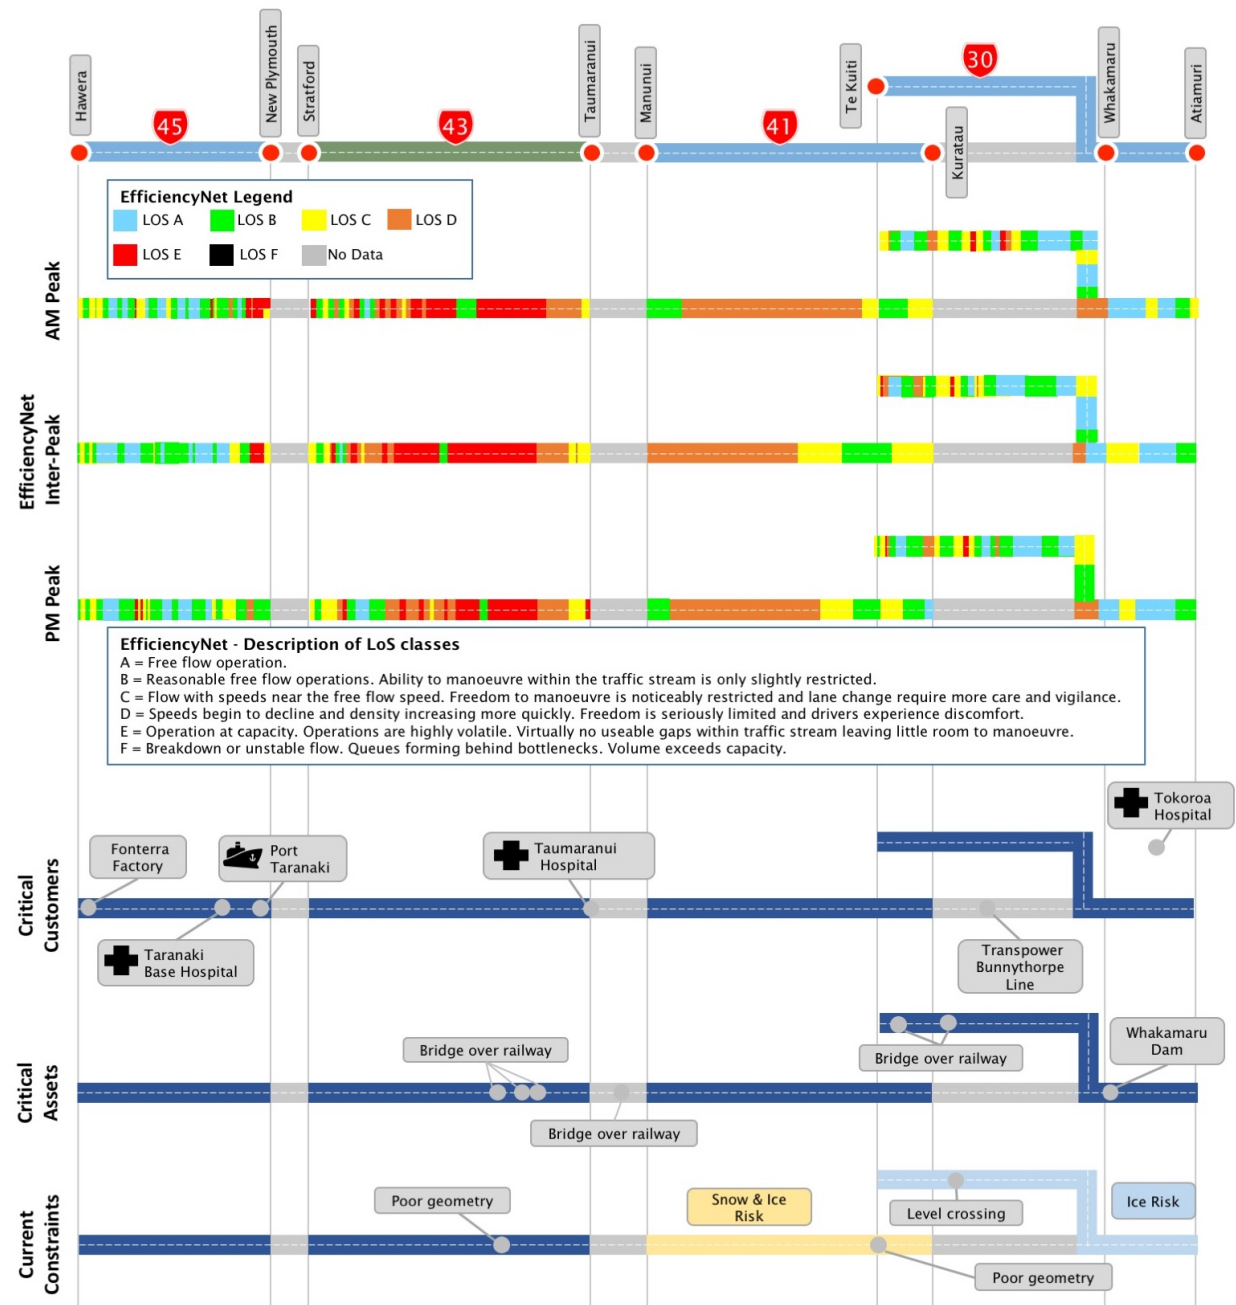 Hawera
New Plymouth
Stratford
Taumaranui
Manunui
Te Kuiti
Kuratau
Whakamaru
Atiamuri
45
43
41
30
EfficiencyNet Legend
LOS A
LOS B
LOS C
LOS D
LOS E
LOS F
No Data
AM Peak
EfficiencyNet
Inter-Peak
PM Peak
EfficiencyNet - Description of LoS classes
A = Free flow operation.
B = Reasonable free flow operations. Ability to manoeuvre within the traffic stream is only slightly restricted.
C = Flow with speeds near the free flow speed. Freedom to manoeuvre is noticeably restricted and lane change require more care and vigilance.
D = Speeds begin to decline and density increasing more quickly. Freedom is seriously limited and drivers experience discomfort.
E = Operation at capacity. Operations are highly volatile. Virtually no useable gaps within traffic stream leaving little room to manoeuvre.
F = Breakdown or unstable flow. Queues forming behind bottlenecks. Volume exceeds capacity.
Critical
Customers
Fonterra
Factory
Port
Taranaki
Taranaki
Base Hospital
Taumaranui
Hospital
Transpower
Bunnythorpe
Line
Tokoroa
Hospital
Critical
Assets
Bridge over railway
Bridge over railway
Bridge over railway
Whakamaru
Dam
Current
Constraints
Poor geometry
Snow & Ice
Risk
Level crossing
Ice Risk
Poor geometry